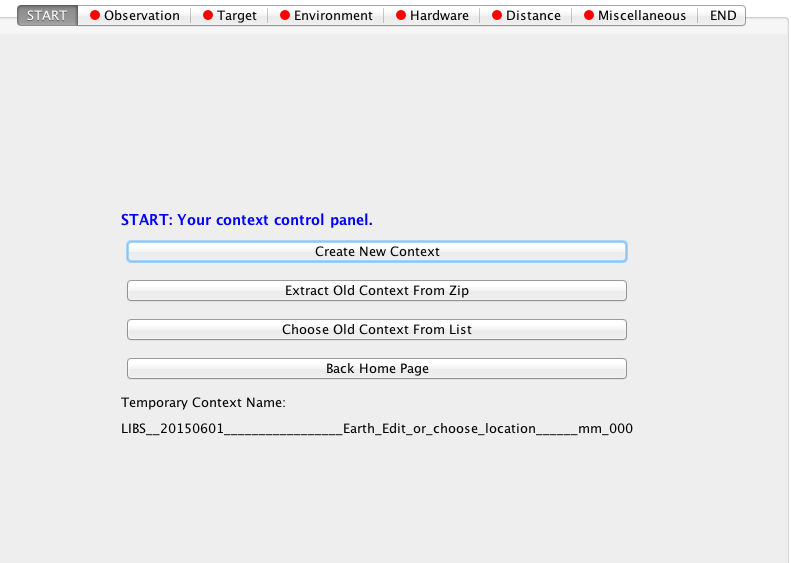 START Observation Target Environment Hardware Distance Miscellaneous END
START: Your context control panel.
Create New Context
Extract Old Context From Zip
Choose Old Context From List
Back Home Page
Temporary Context Name:
LIBS__20150601_________________Earth_Edit_or_choose_location______mm_000